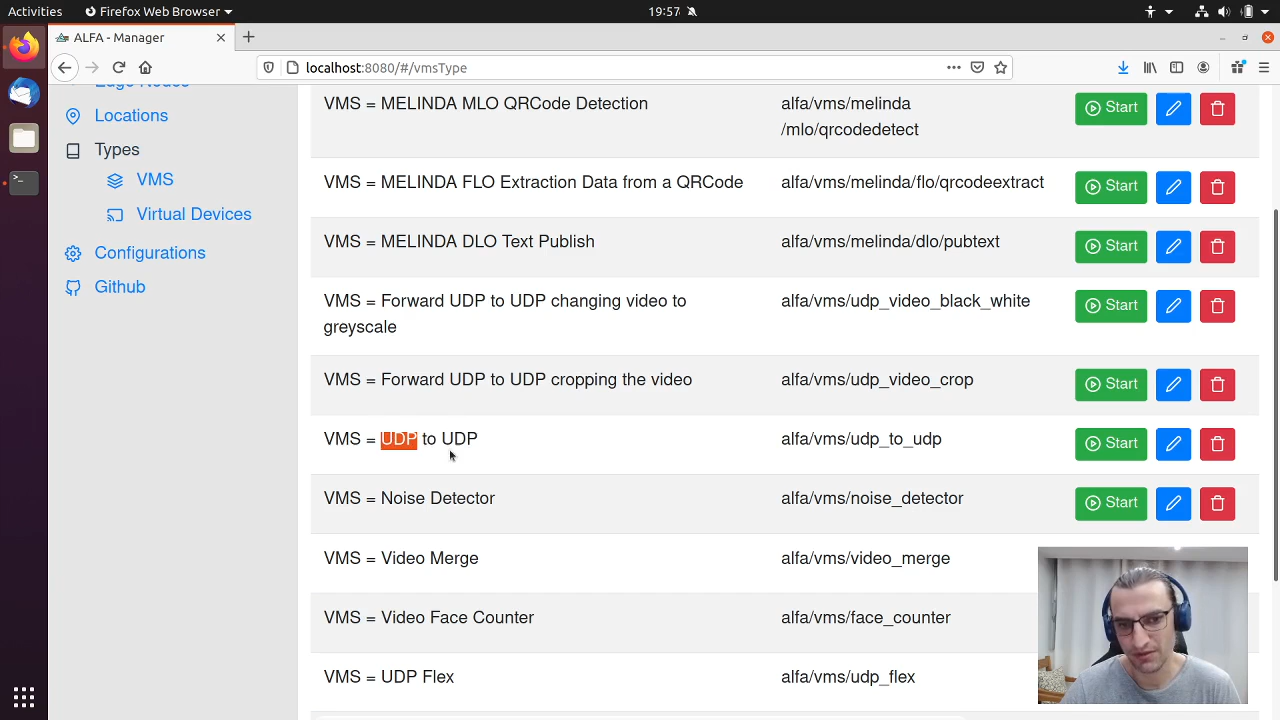 Activities
Firefox Web Browser
19:57
ALFA - Manager
localhost:8080/#/vmsType
Locations
Types
VMS
Virtual Devices
Configurations
Github
VMS = MELINDA MLO QRCode Detection
alfa/vms/melinda
/mlo/qrcodedetect
Start
VMS = MELINDA FLO Extraction Data from a QRCode
alfa/vms/melinda/flo/qrcodeextract
Start
VMS = MELINDA DLO Text Publish
alfa/vms/melinda/dlo/pubtext
Start
VMS = Forward UDP to UDP changing video to
greyscale
alfa/vms/udp_video_black_white
Start
VMS = Forward UDP to UDP cropping the video
alfa/vms/udp_video_crop
Start
VMS = UDP to UDP
alfa/vms/udp_to_udp
Start
VMS = Noise Detector
alfa/vms/noise_detector
Start
VMS = Video Merge
alfa/vms/video_merge
VMS = Video Face Counter
alfa/vms/face_counter
VMS = UDP Flex
alfa/vms/udp_flex